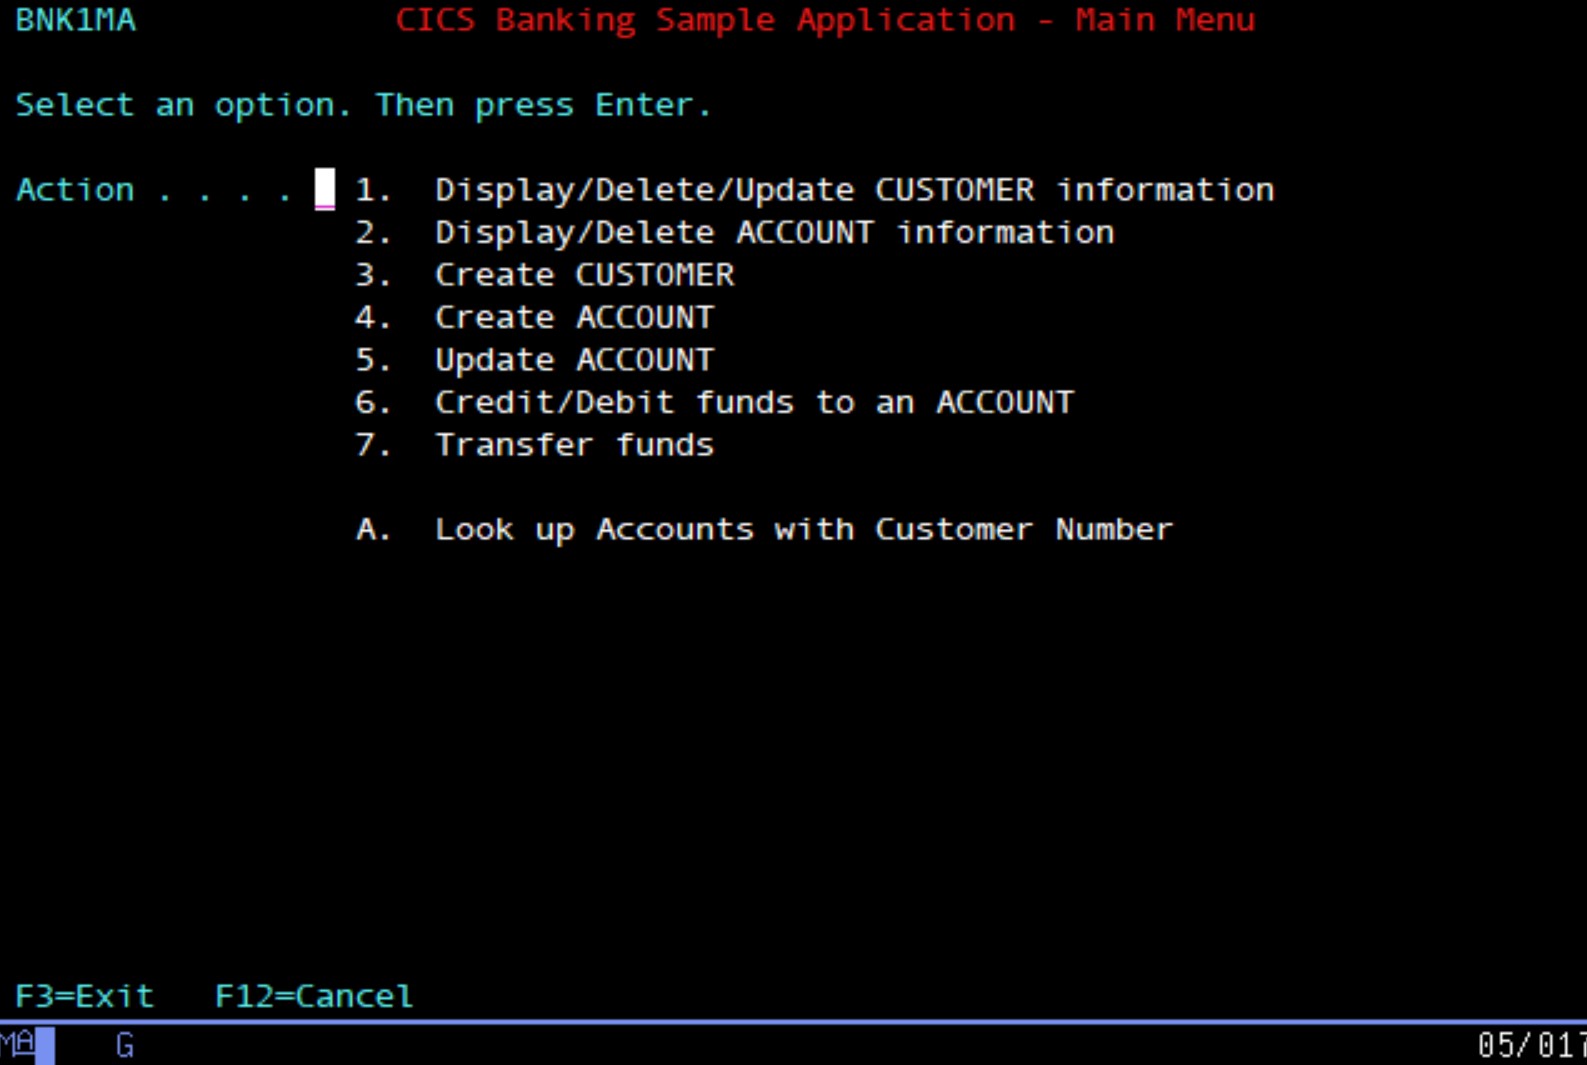 BNK1MA CICS Banking Sample Application - Main Menu
Select an option. Then press Enter.
Action . . . . _ 1. Display/Delete/Update CUSTOMER information
2. Display/Delete ACCOUNT information
3. Create CUSTOMER
4. Create ACCOUNT
5. Update ACCOUNT
6. Credit/Debit funds to an ACCOUNT
7. Transfer funds
A. Look up Accounts with Customer Number
F3=Exit F12=Cancel
MA G 05/017